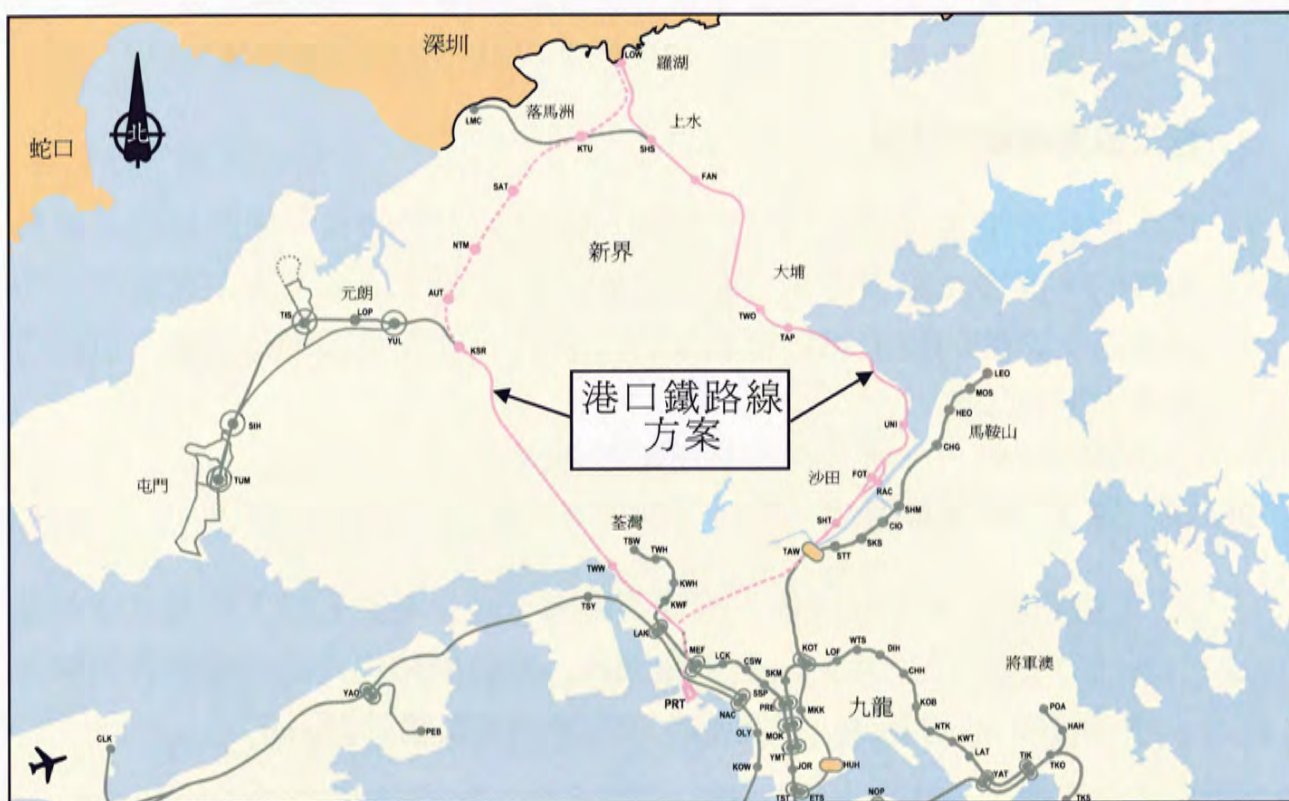 深圳
LOW
羅湖
落馬洲
LMC
上水
北
蛇口
KTU
SHS
SAT
FAN
新界
NTM
大埔
AUT
元朗
TIS
LOP
YUL
TWO
TAP
KSR
港口鐵路線
方案
LEO
MOS
HEO
馬鞍山
UNI
CHG
SIH
沙田
FOT
RAC
屯門
TUM
SHM
SHT
CIO
荃灣
TSW
TWH
SKS
STT
TAW
TWW
KWH
KWF
TSY
LAK
MEF
LCK
CSW
SKM
KOT
LOF
WTS
DIH
CHH
將軍澳
YAO
PRT
SSP
PRE
MKK
九龍
KOB
POA
NAC
HAH
CLK
PEB
OLY
MOK
NTK
KWT
YMT
LAT
TIK
TKO
KOW
JOR
HUH
YAT
TST
ETS
NOP
TKS